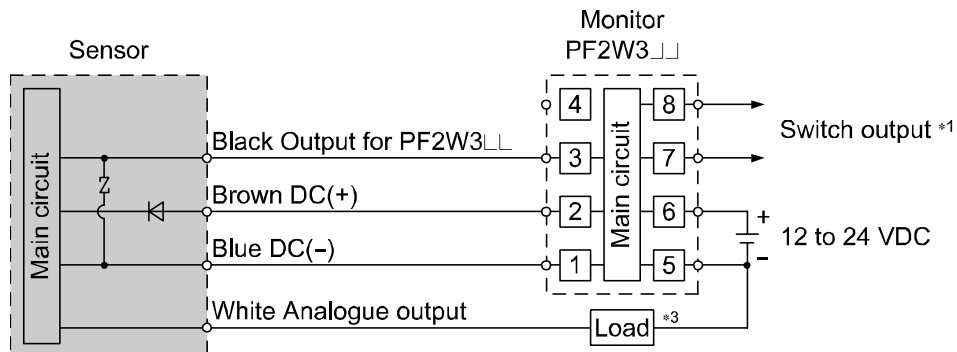 Monitor
PF2W3␣␣
Sensor
Main circuit
Black Output for PF2W3␣␣
Brown DC(+)
Blue DC(−)
White Analogue output
4
3
2
1
Main circuit
8
7
6
5
Switch output *1
+
12 to 24 VDC
−
Load *3